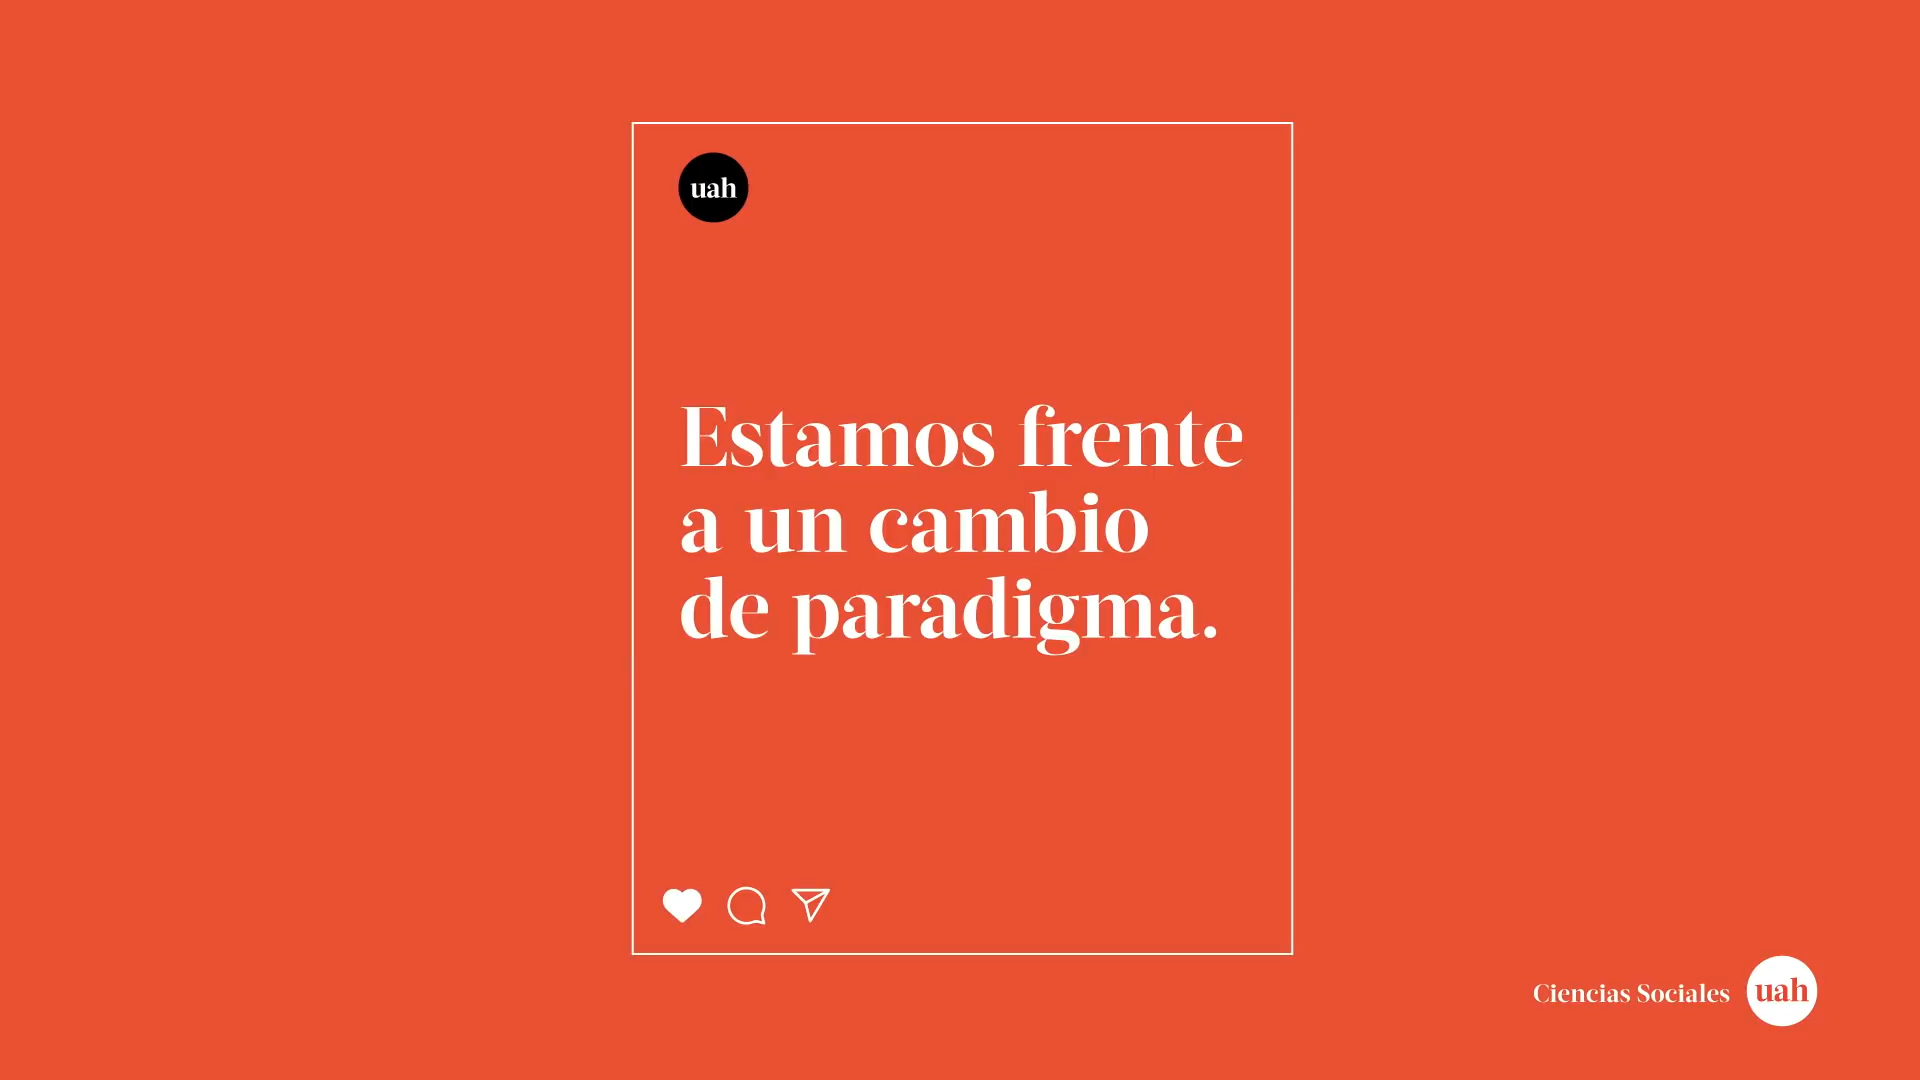 uah
Estamos frente
a un cambio
de paradigma.
Ciencias Sociales
uah